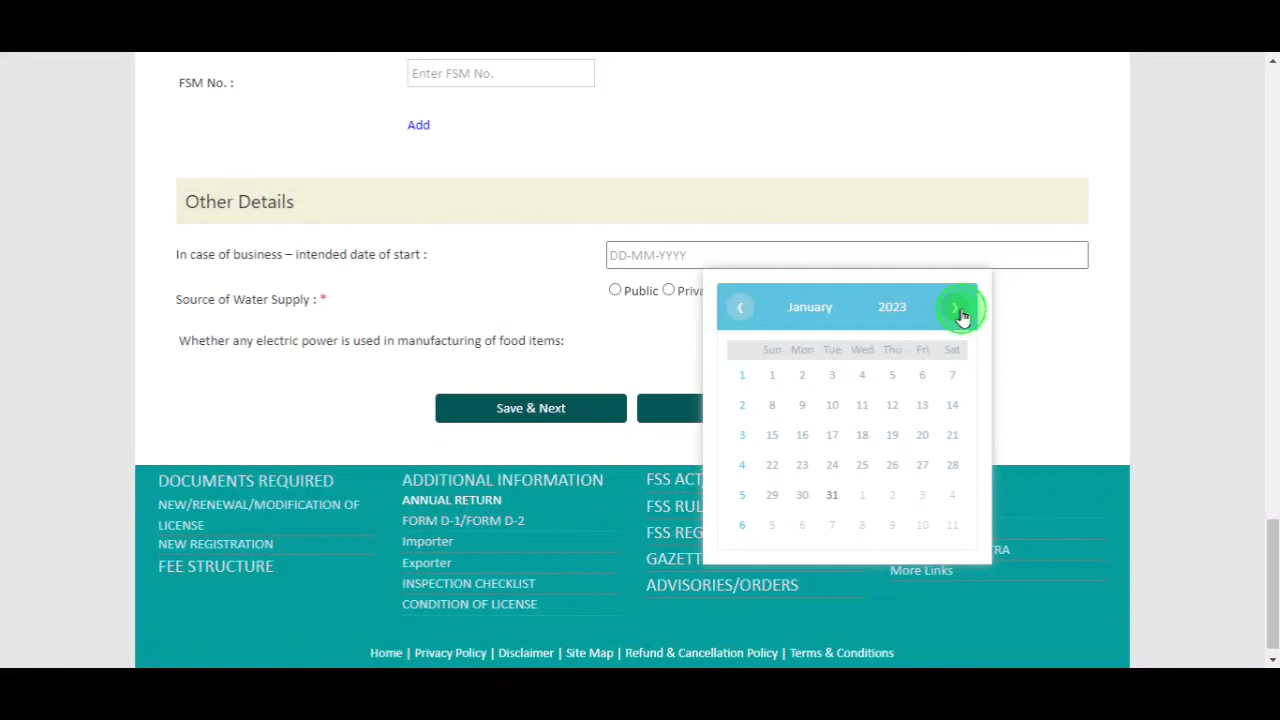 FSM No. :
Enter FSM No.
Add
Other Details
In case of business – intended date of start :
DD-MM-YYYY
Source of Water Supply : *
Public
January 2023
Sun Mon Tue Wed Thu Fri Sat
1 1 2 3 4 5 6 7
2 8 9 10 11 12 13 14
3 15 16 17 18 19 20 21
4 22 23 24 25 26 27 28
5 29 30 31 1 2 3 4
6 5 6 7 8 9 10 11
Whether any electric power is used in manufacturing of food items:
Save & Next
DOCUMENTS REQUIRED
NEW/RENEWAL/MODIFICATION OF
LICENSE
NEW REGISTRATION
FEE STRUCTURE
ADDITIONAL INFORMATION
ANNUAL RETURN
FORM D-1/FORM D-2
Importer
Exporter
INSPECTION CHECKLIST
CONDITION OF LICENSE
FSS
FSS
FSS
ADVISORIES/ORDERS
More Links
Home | Privacy Policy | Disclaimer | Site Map | Refund & Cancellation Policy | Terms & Conditions